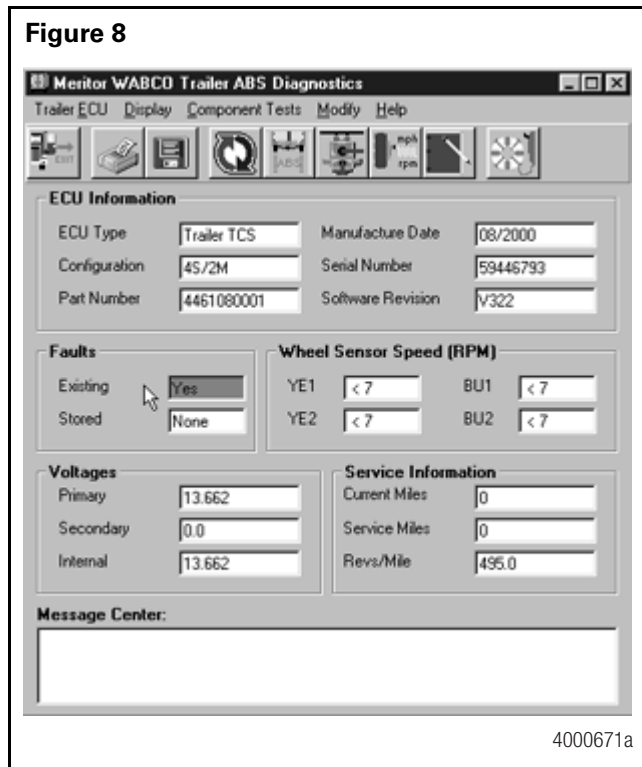 Figure 8
Meritor WABCO Trailer ABS Diagnostics
Trailer ECU Display Component Tests Modify Help
EXIT ABS mph rpm
ECU Information
ECU Type Trailer TCS Manufacture Date 08/2000
Configuration 4S/2M Serial Number 59446793
Part Number 4461080001 Software Revision V322
Faults Wheel Sensor Speed (RPM)
Existing Yes YE1 < 7 BU1 < 7
Stored None YE2 < 7 BU2 < 7
Voltages Service Information
Primary 13.662 Current Miles 0
Secondary 0.0 Service Miles 0
Internal 13.662 Revs/Mile 495.0
Message Center:
4000671a